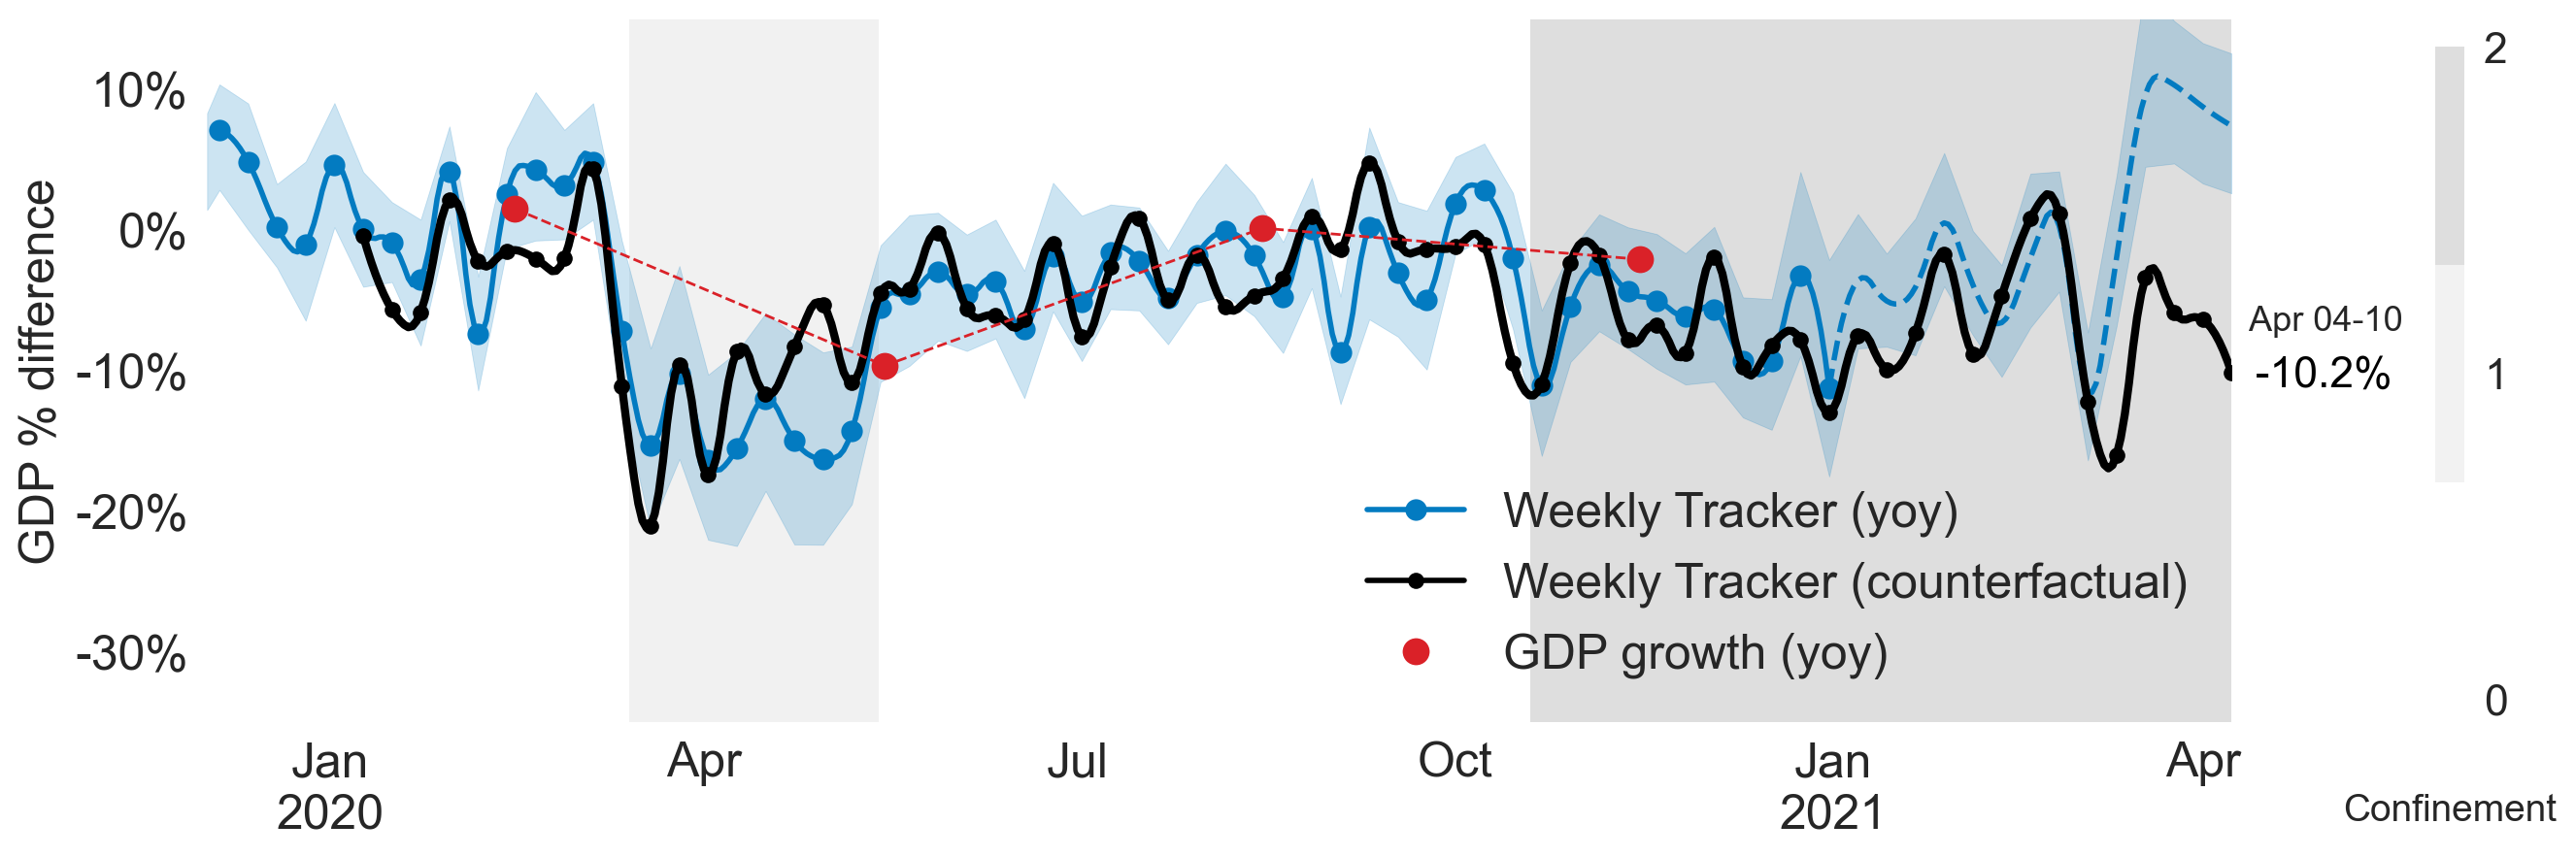 GDP % difference
10%
0%
-10%
-20%
-30%
Jan
2020
Apr
Jul
Oct
Jan
2021
Apr
Weekly Tracker (yoy)
Weekly Tracker (counterfactual)
GDP growth (yoy)
Apr 04-10
-10.2%
2
1
0
Confinement